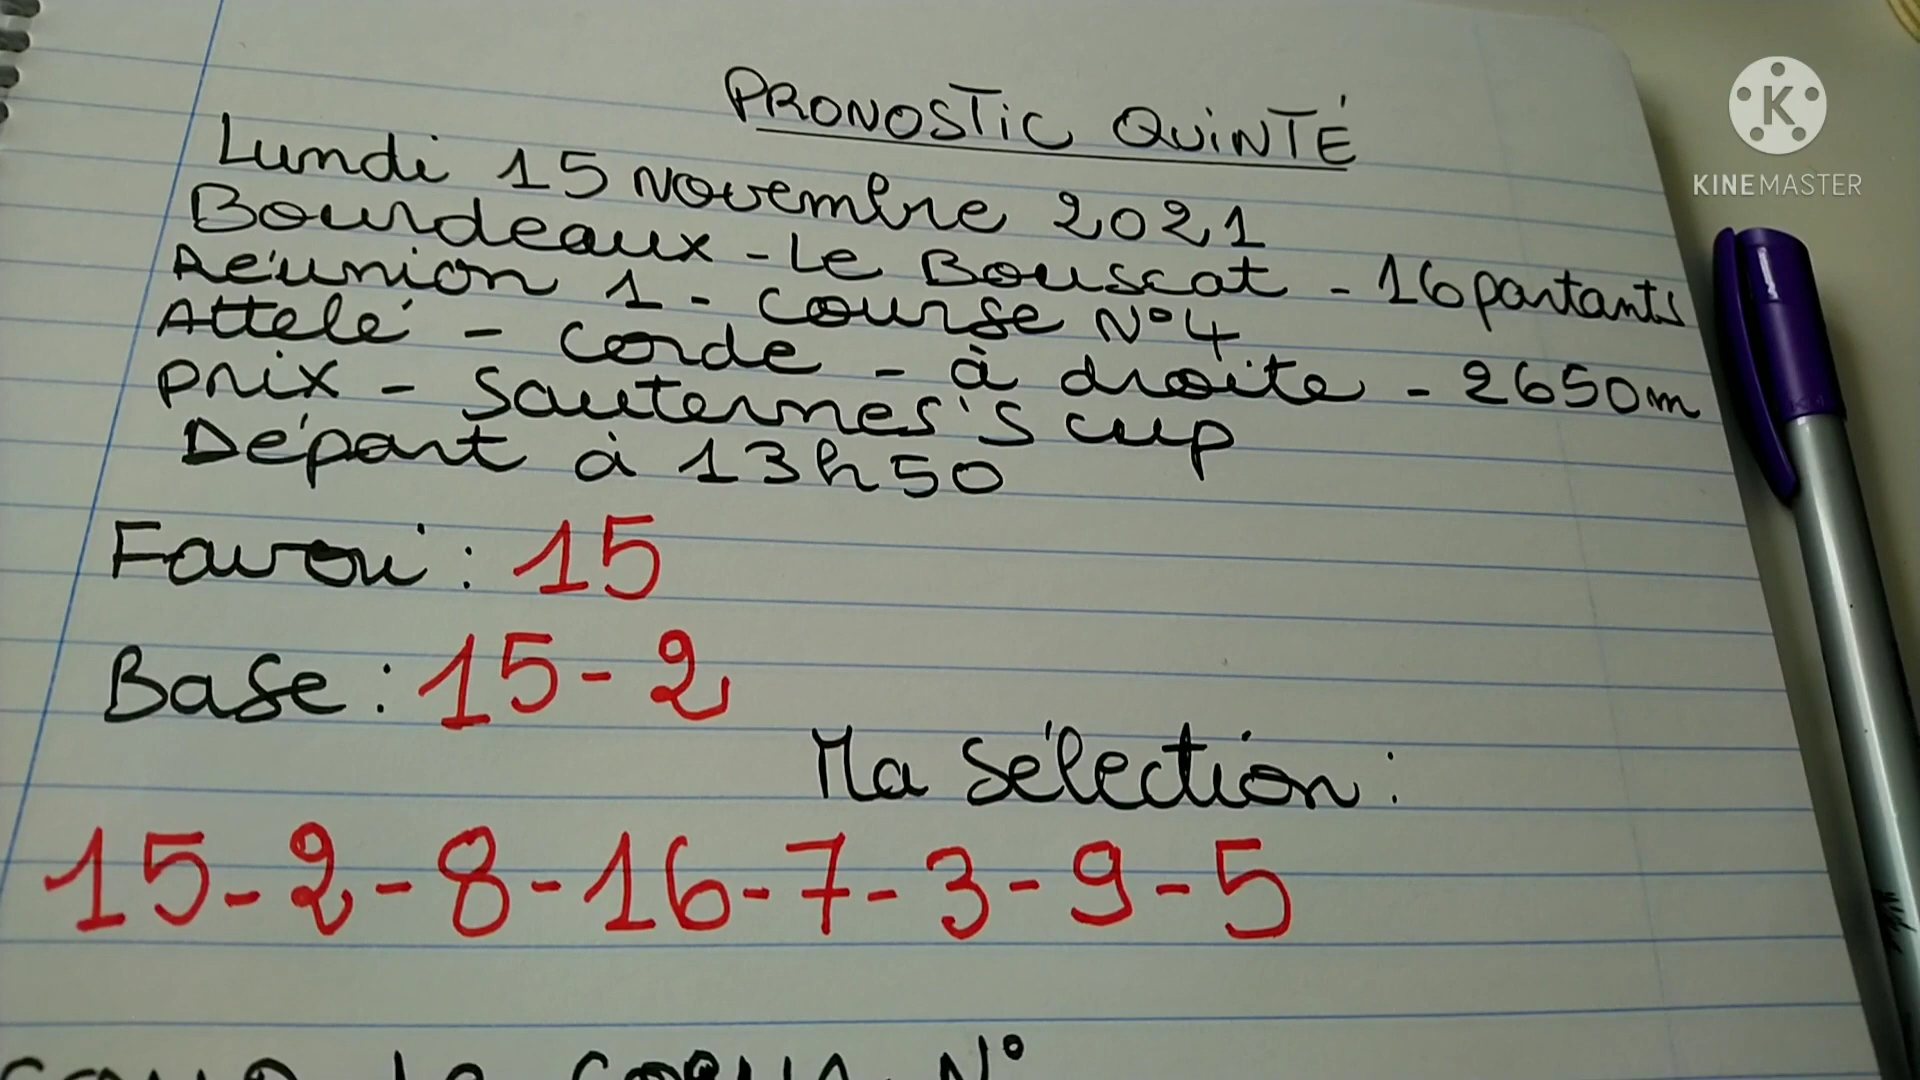 PRONOSTIC QUINTÉ
Lundi 15 novembre 2021
Bourdeaux - Le Bouscat - 16 partants
Réunion 1 - course N°4
Attelé - corde - à droite - 2650m
prix - Sauternes's cup
Départ à 13h50
Favori : 15
Base : 15 - 2
Ma sélection :
15 - 2 - 8 - 16 - 7 - 3 - 9 - 5
N°
K
KINEMASTER